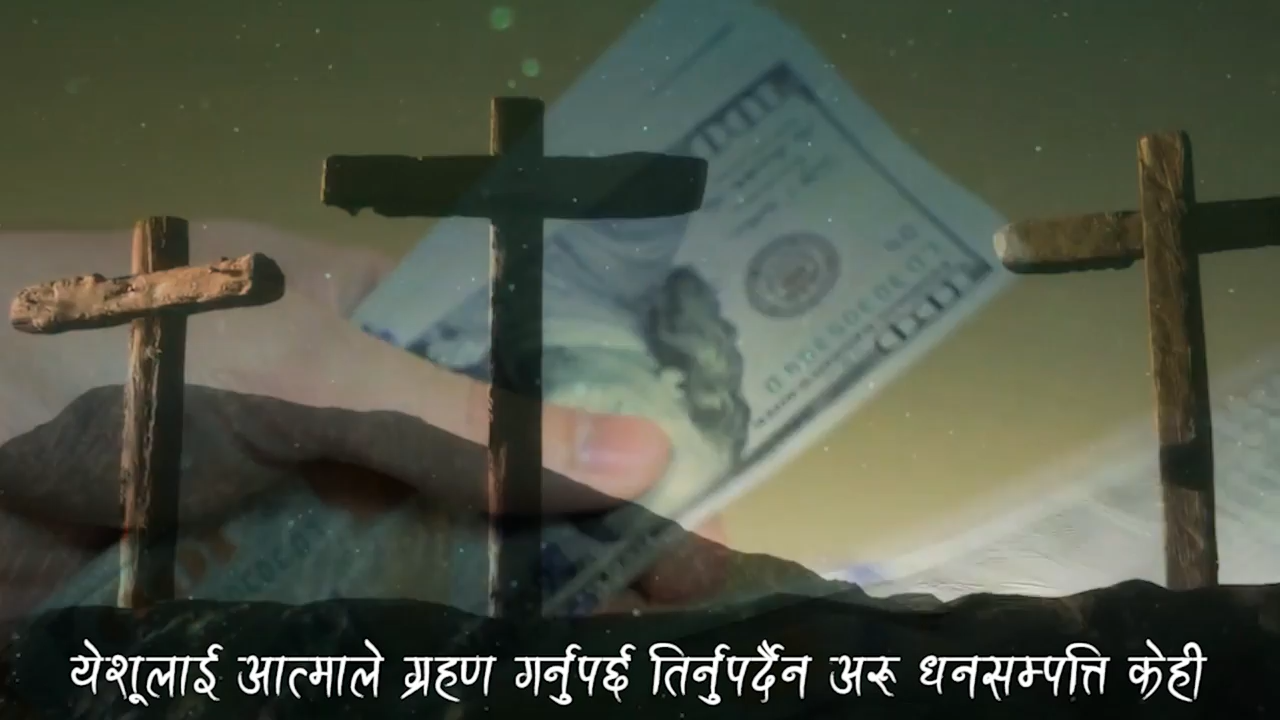 येशूलाई आत्माले ग्रहण गर्नुपर्छ तिर्नुपर्दैन अरू धनसम्पत्ति केही